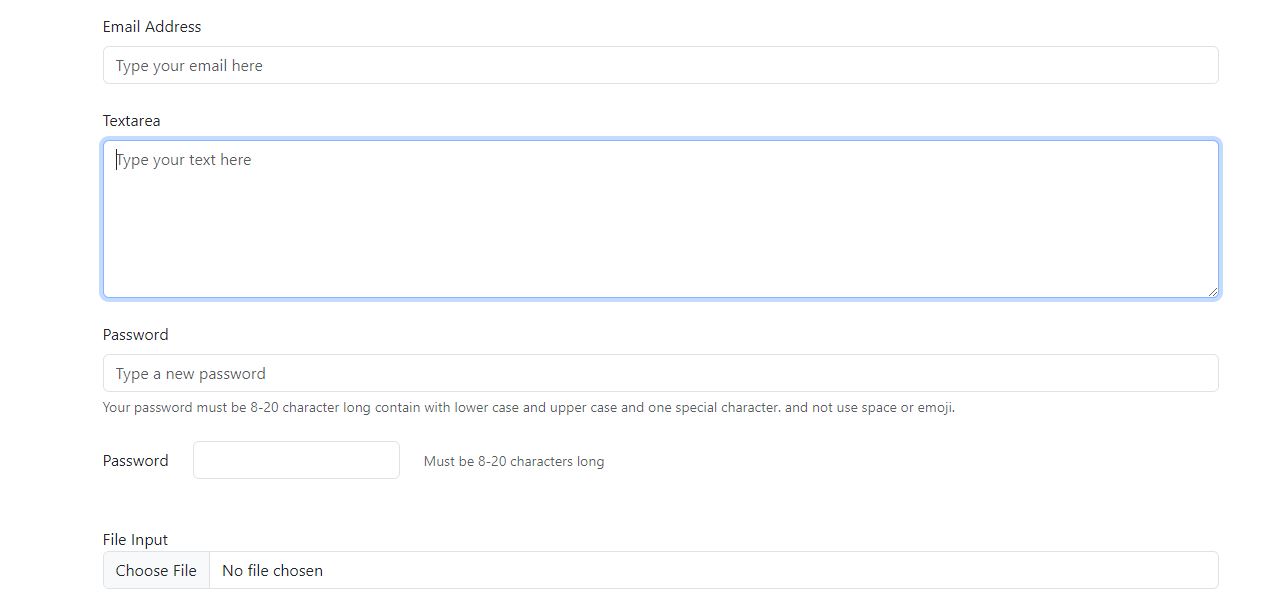 Email Address
Type your email here
Textarea
Type your text here
Password
Type a new password
Your password must be 8-20 character long contain with lower case and upper case and one special character. and not use space or emoji.
Password Must be 8-20 characters long
File Input
Choose File No file chosen